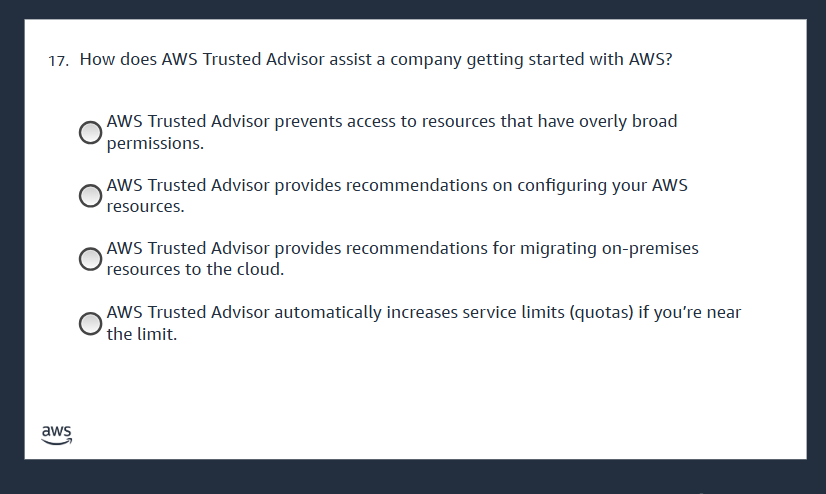 17. How does AWS Trusted Advisor assist a company getting started with AWS?
AWS Trusted Advisor prevents access to resources that have overly broad
permissions.
AWS Trusted Advisor provides recommendations on configuring your AWS
resources.
AWS Trusted Advisor provides recommendations for migrating on-premises
resources to the cloud.
AWS Trusted Advisor automatically increases service limits (quotas) if you’re near
the limit.
aws